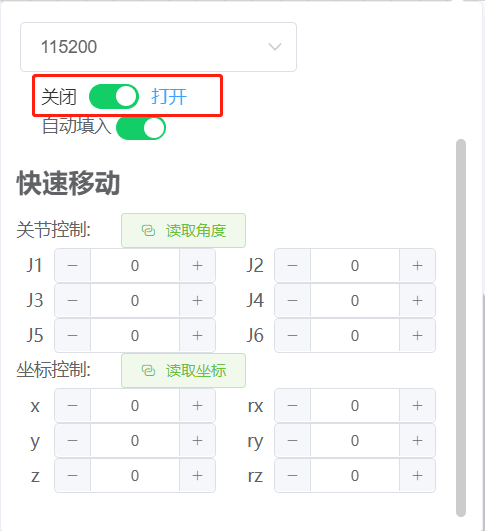 115200
关闭 打开
自动填入
快速移动
关节控制: 读取角度
J1 − 0 + J2 − 0 +
J3 − 0 + J4 − 0 +
J5 − 0 + J6 − 0 +
坐标控制: 读取坐标
x − 0 + rx − 0 +
y − 0 + ry − 0 +
z − 0 + rz − 0 +